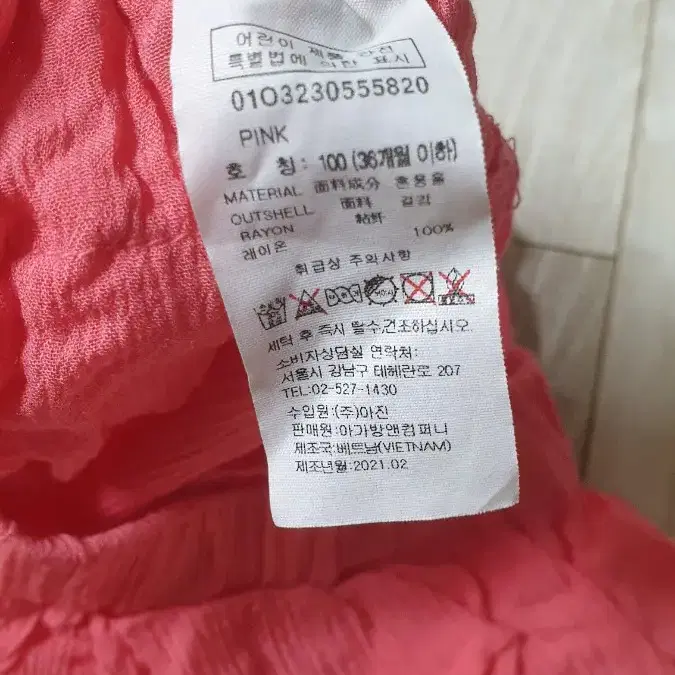 어린이 제품 안전
특별법에 의한 표시
01O3230555820
PINK
호 칭 : 100 (36개월 이하)
MATERIAL 面料成分 혼용율
OUTSHELL 面料 겉감
RAYON 粘纤 100%
레이온
취급상 주의사항
세탁 후 즉시 탈수,건조하십시오.
소비자상담실 연락처:
서울시 강남구 테헤란로 207
TEL:02-527-1430
수입원:(주)아진
판매원:아가방앤컴퍼니
제조국:베트남(VIETNAM)
제조년월:2021.02